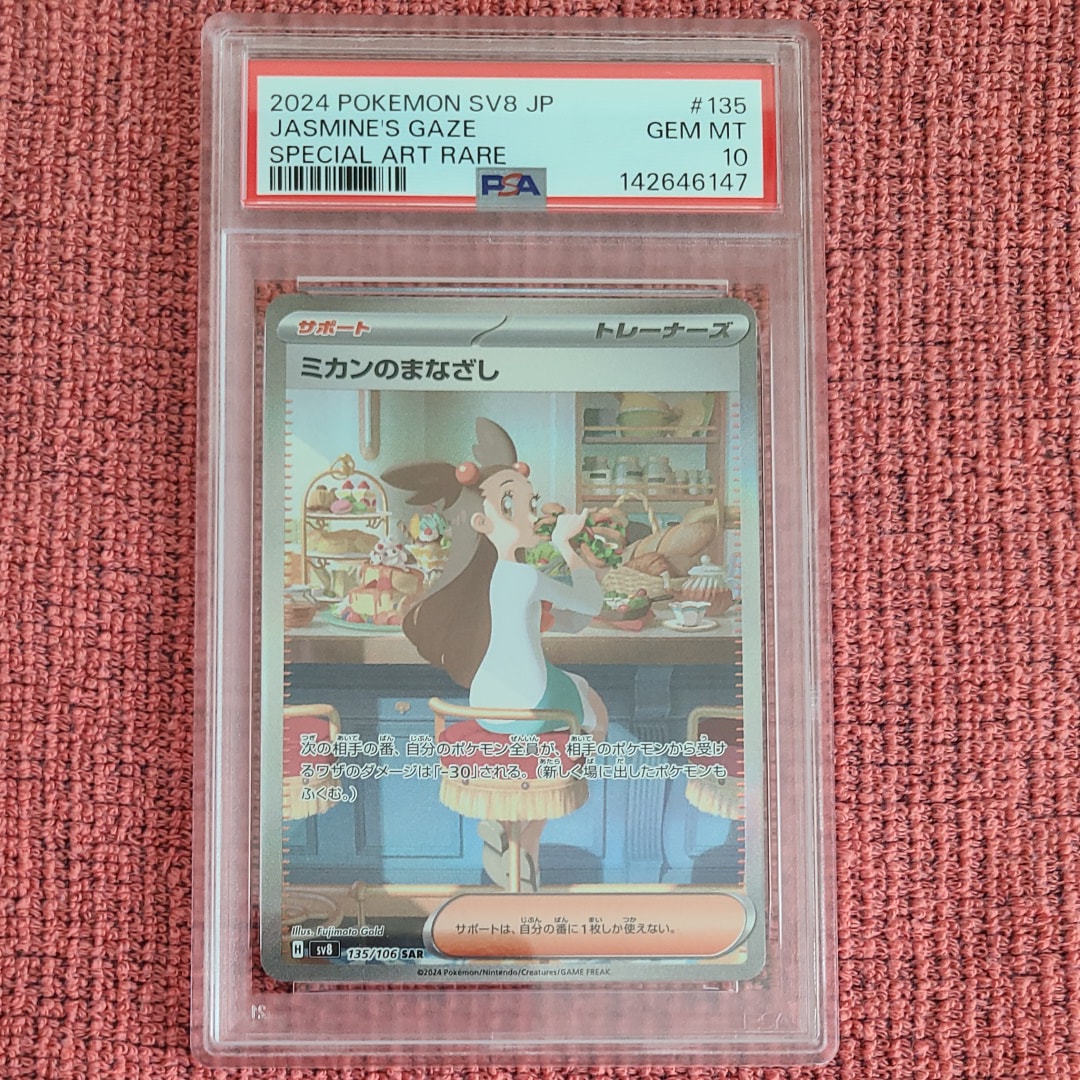 2024 POKEMON SV8 JP #135
JASMINE'S GAZE GEM MT
SPECIAL ART RARE 10
PSA 142646147
サポート トレーナーズ
ミカンのまなざし
次の相手の番、自分のポケモン全員が、相手のポケモンから受け
るワザのダメージは「-30」される。(新しく場に出したポケモンも
ふくむ。)
Illus. Fujimoto Gold
サポートは、自分の番に1枚しか使えない。
H sv8 135/106 SAR
©2024 Pokémon/Nintendo/Creatures/GAME FREAK.